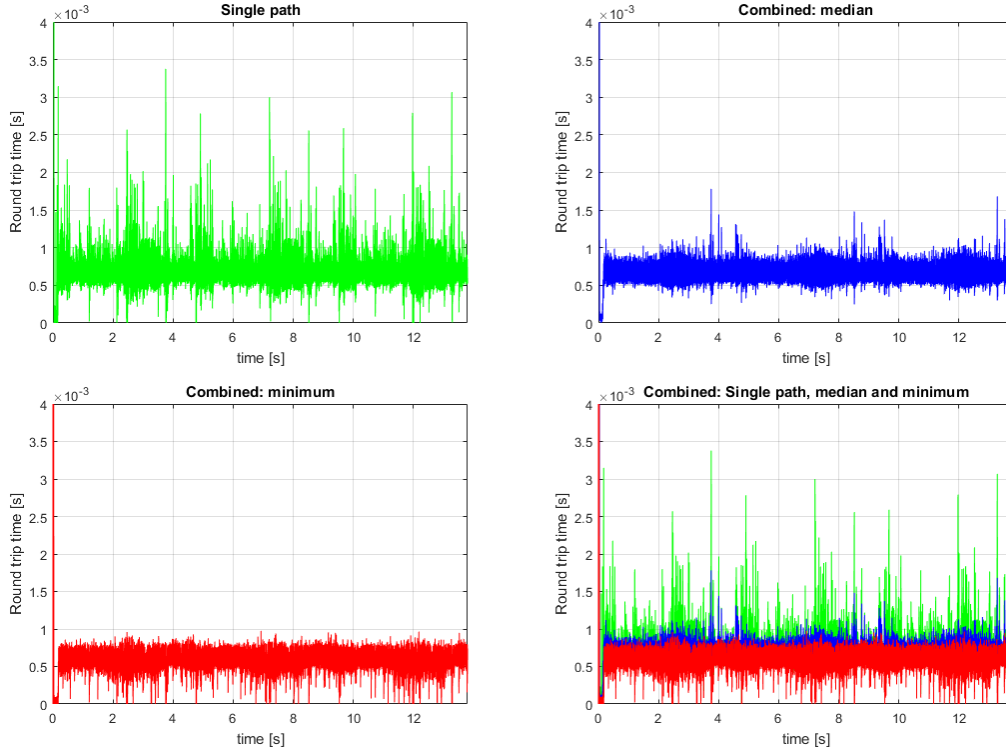 Single path
×10⁻³
4
3.5
3
2.5
2
1.5
1
0.5
0
Round trip time [s]
0 2 4 6 8 10 12
time [s]
Combined: median
×10⁻³
4
3.5
3
2.5
2
1.5
1
0.5
0
Round trip time [s]
0 2 4 6 8 10 12
time [s]
Combined: minimum
×10⁻³
4
3.5
3
2.5
2
1.5
1
0.5
0
Round trip time [s]
0 2 4 6 8 10 12
time [s]
Combined: Single path, median and minimum
×10⁻³
4
3.5
3
2.5
2
1.5
1
0.5
0
Round trip time [s]
0 2 4 6 8 10 12
time [s]